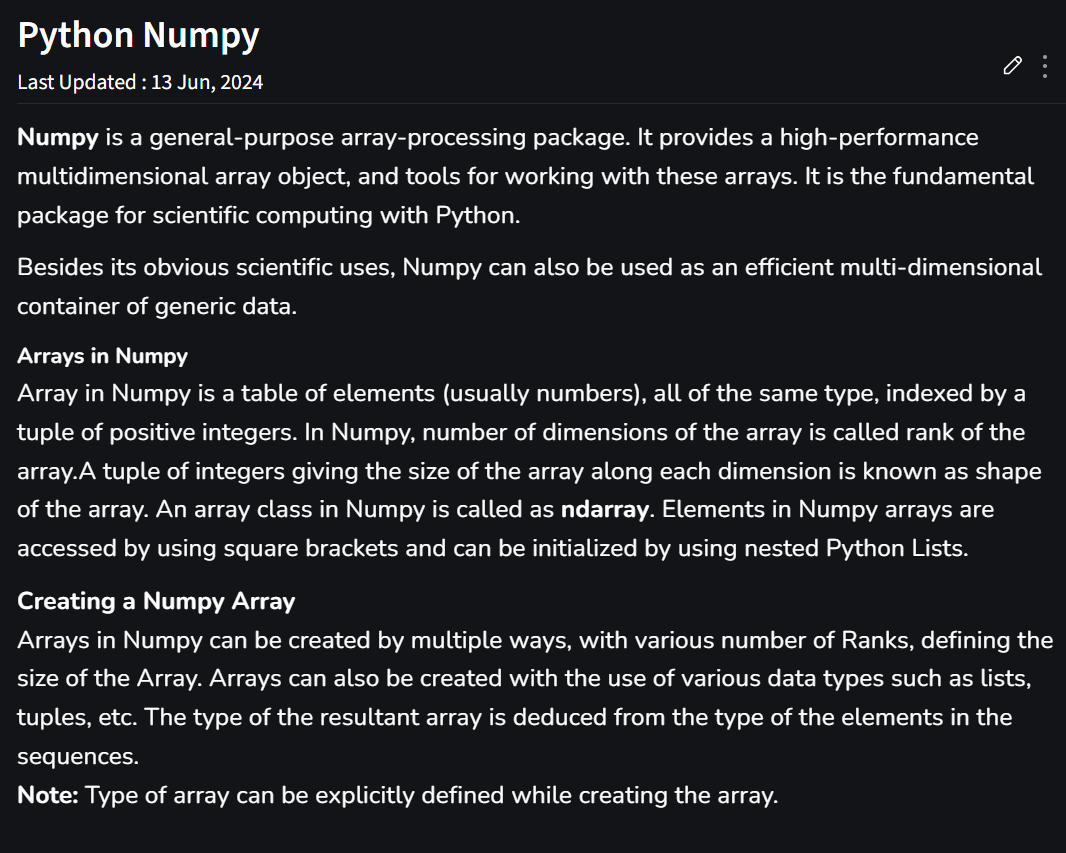 Python Numpy
Last Updated : 13 Jun, 2024
Numpy is a general-purpose array-processing package. It provides a high-performance
multidimensional array object, and tools for working with these arrays. It is the fundamental
package for scientific computing with Python.
Besides its obvious scientific uses, Numpy can also be used as an efficient multi-dimensional
container of generic data.
Arrays in Numpy
Array in Numpy is a table of elements (usually numbers), all of the same type, indexed by a
tuple of positive integers. In Numpy, number of dimensions of the array is called rank of the
array.A tuple of integers giving the size of the array along each dimension is known as shape
of the array. An array class in Numpy is called as ndarray. Elements in Numpy arrays are
accessed by using square brackets and can be initialized by using nested Python Lists.
Creating a Numpy Array
Arrays in Numpy can be created by multiple ways, with various number of Ranks, defining the
size of the Array. Arrays can also be created with the use of various data types such as lists,
tuples, etc. The type of the resultant array is deduced from the type of the elements in the
sequences.
Note: Type of array can be explicitly defined while creating the array.